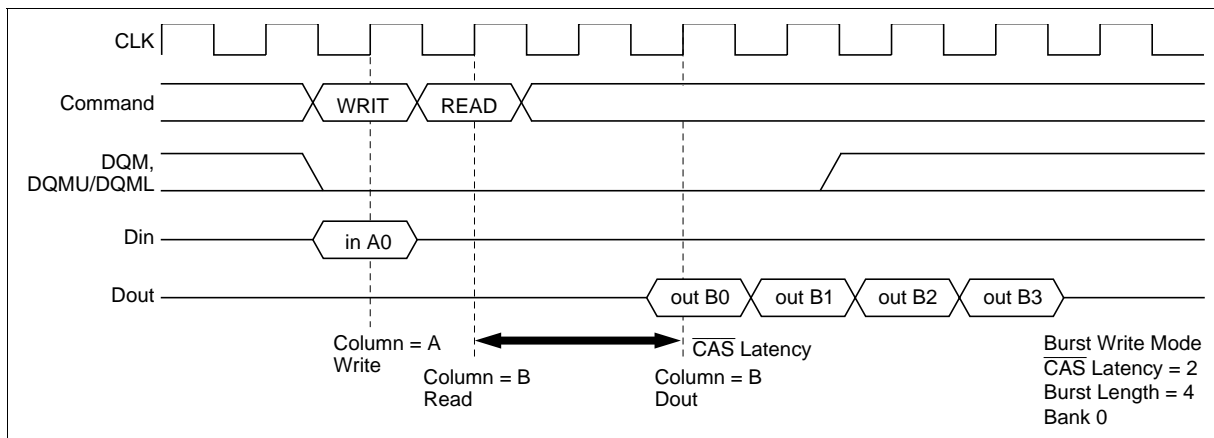 CLK
Command
WRIT
READ
DQM,
DQMU/DQML
Din
in A0
Dout
out B0
out B1
out B2
out B3
Column = A
Write
CAS Latency
Column = B
Read
Column = B
Dout
Burst Write Mode
CAS Latency = 2
Burst Length = 4
Bank 0